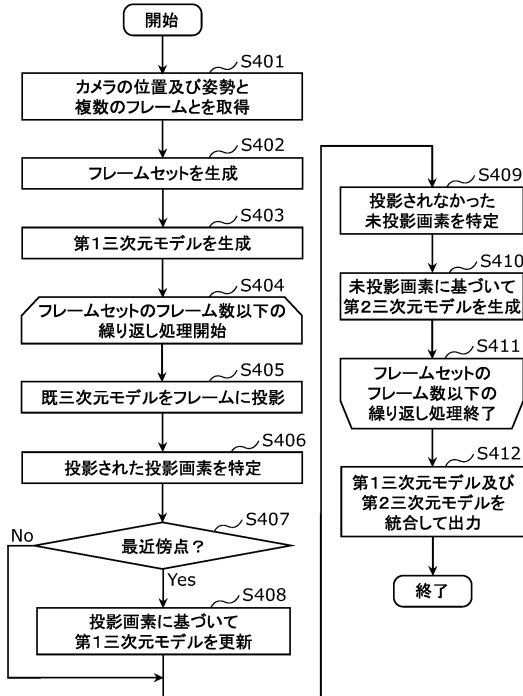 開始
S401
カメラの位置及び姿勢と
複数のフレームとを取得
S402
フレームセットを生成
S403
第1三次元モデルを生成
S404
フレームセットのフレーム数以下の
繰り返し処理開始
S405
既三次元モデルをフレームに投影
S406
投影された投影画素を特定
S407
最近傍点?
No
Yes
S408
投影画素に基づいて
第1三次元モデルを更新
S409
投影されなかった
未投影画素を特定
S410
未投影画素に基づいて
第2三次元モデルを生成
S411
フレームセットの
フレーム数以下の
繰り返し処理終了
S412
第1三次元モデル及び
第2三次元モデルを
統合して出力
終了